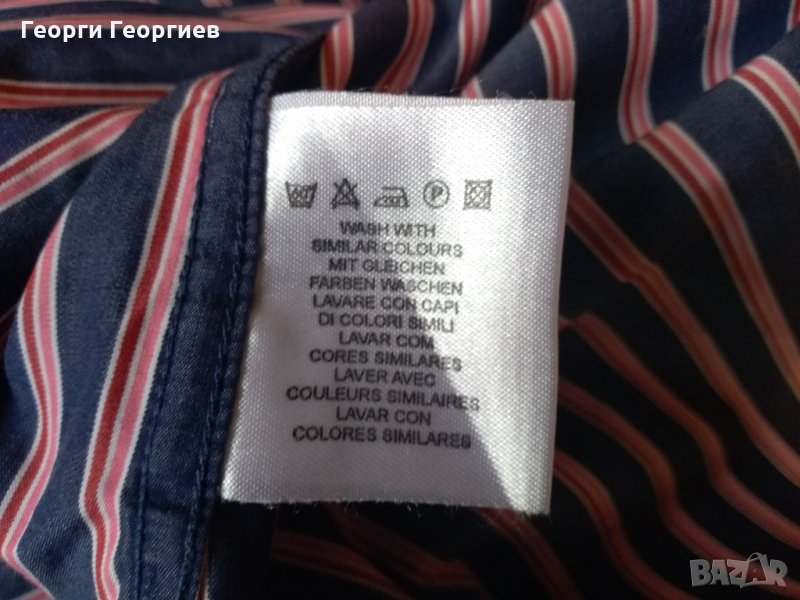 Георги Георгиев
P
WASH WITH
SIMILAR COLOURS
MIT GLEICHEN
FARBEN WASCHEN
LAVARE CON CAPI
DI COLORI SIMILI
LAVAR COM
CORES SIMILARES
LAVER AVEC
COULEURS SIMILAIRES
LAVAR CON
COLORES SIMILARES
BAZAR